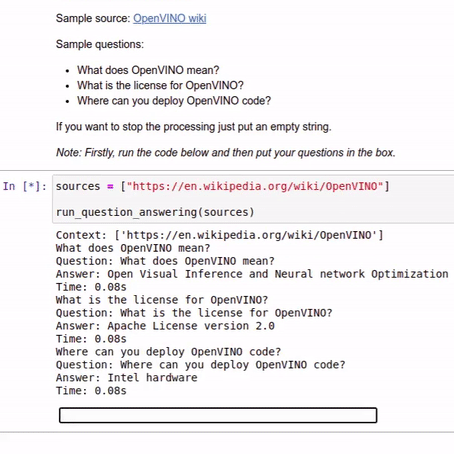 Sample source: OpenVINO wiki
Sample questions:
• What does OpenVINO mean?
• What is the license for OpenVINO?
• Where can you deploy OpenVINO code?
If you want to stop the processing just put an empty string.
Note: Firstly, run the code below and then put your questions in the box.
In [*]: sources = ["https://en.wikipedia.org/wiki/OpenVINO"]
run_question_answering(sources)
Context: ['https://en.wikipedia.org/wiki/OpenVINO']
What does OpenVINO mean?
Question: What does OpenVINO mean?
Answer: Open Visual Inference and Neural network Optimization
Time: 0.08s
What is the license for OpenVINO?
Question: What is the license for OpenVINO?
Answer: Apache License version 2.0
Time: 0.08s
Where can you deploy OpenVINO code?
Question: Where can you deploy OpenVINO code?
Answer: Intel hardware
Time: 0.08s